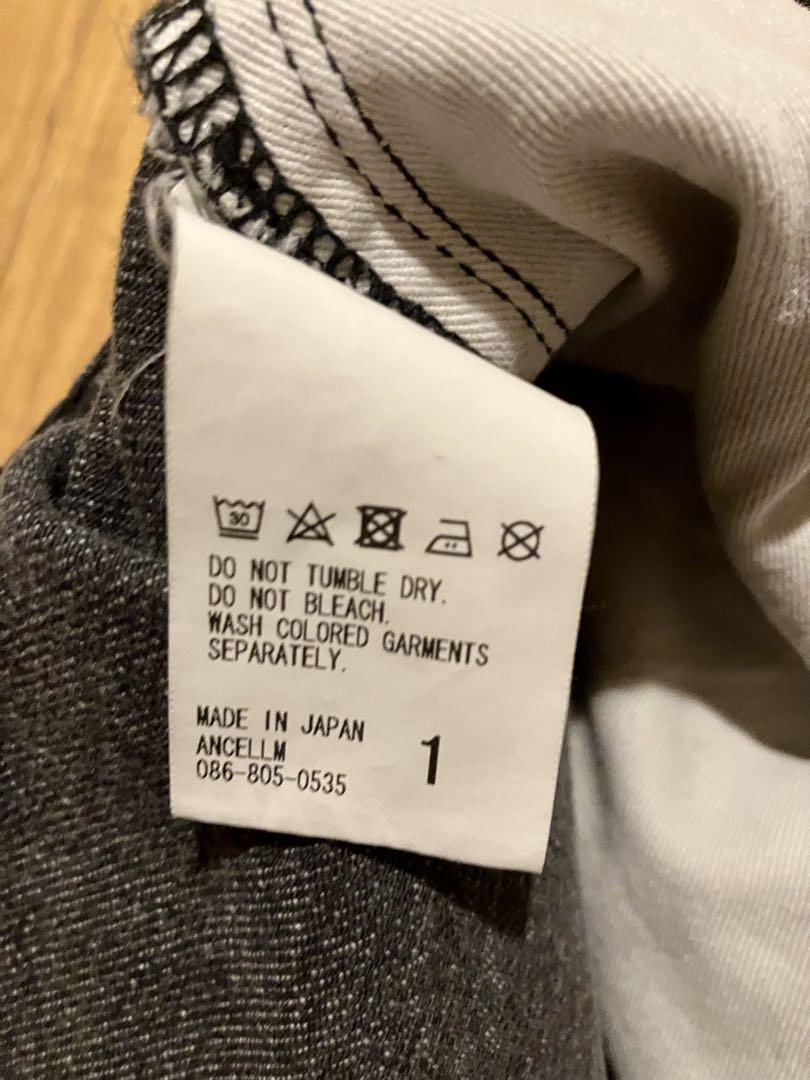 30
DO NOT TUMBLE DRY.
DO NOT BLEACH.
WASH COLORED GARMENTS
SEPARATELY.
MADE IN JAPAN
ANCELLM
086-805-0535
1